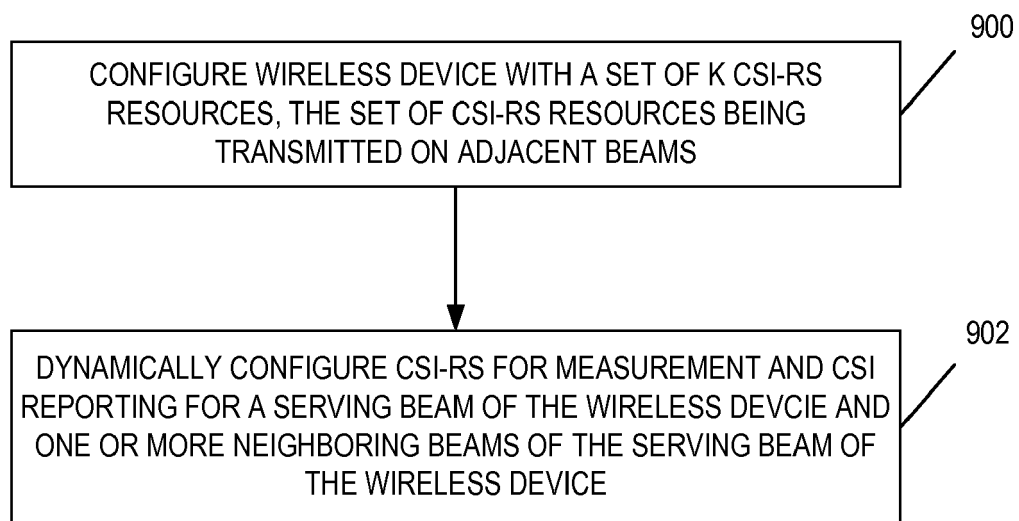 900
CONFIGURE WIRELESS DEVICE WITH A SET OF K CSI-RS
RESOURCES, THE SET OF CSI-RS RESOURCES BEING
TRANSMITTED ON ADJACENT BEAMS
902
DYNAMICALLY CONFIGURE CSI-RS FOR MEASUREMENT AND CSI
REPORTING FOR A SERVING BEAM OF THE WIRELESS DEVCIE AND
ONE OR MORE NEIGHBORING BEAMS OF THE SERVING BEAM OF
THE WIRELESS DEVICE